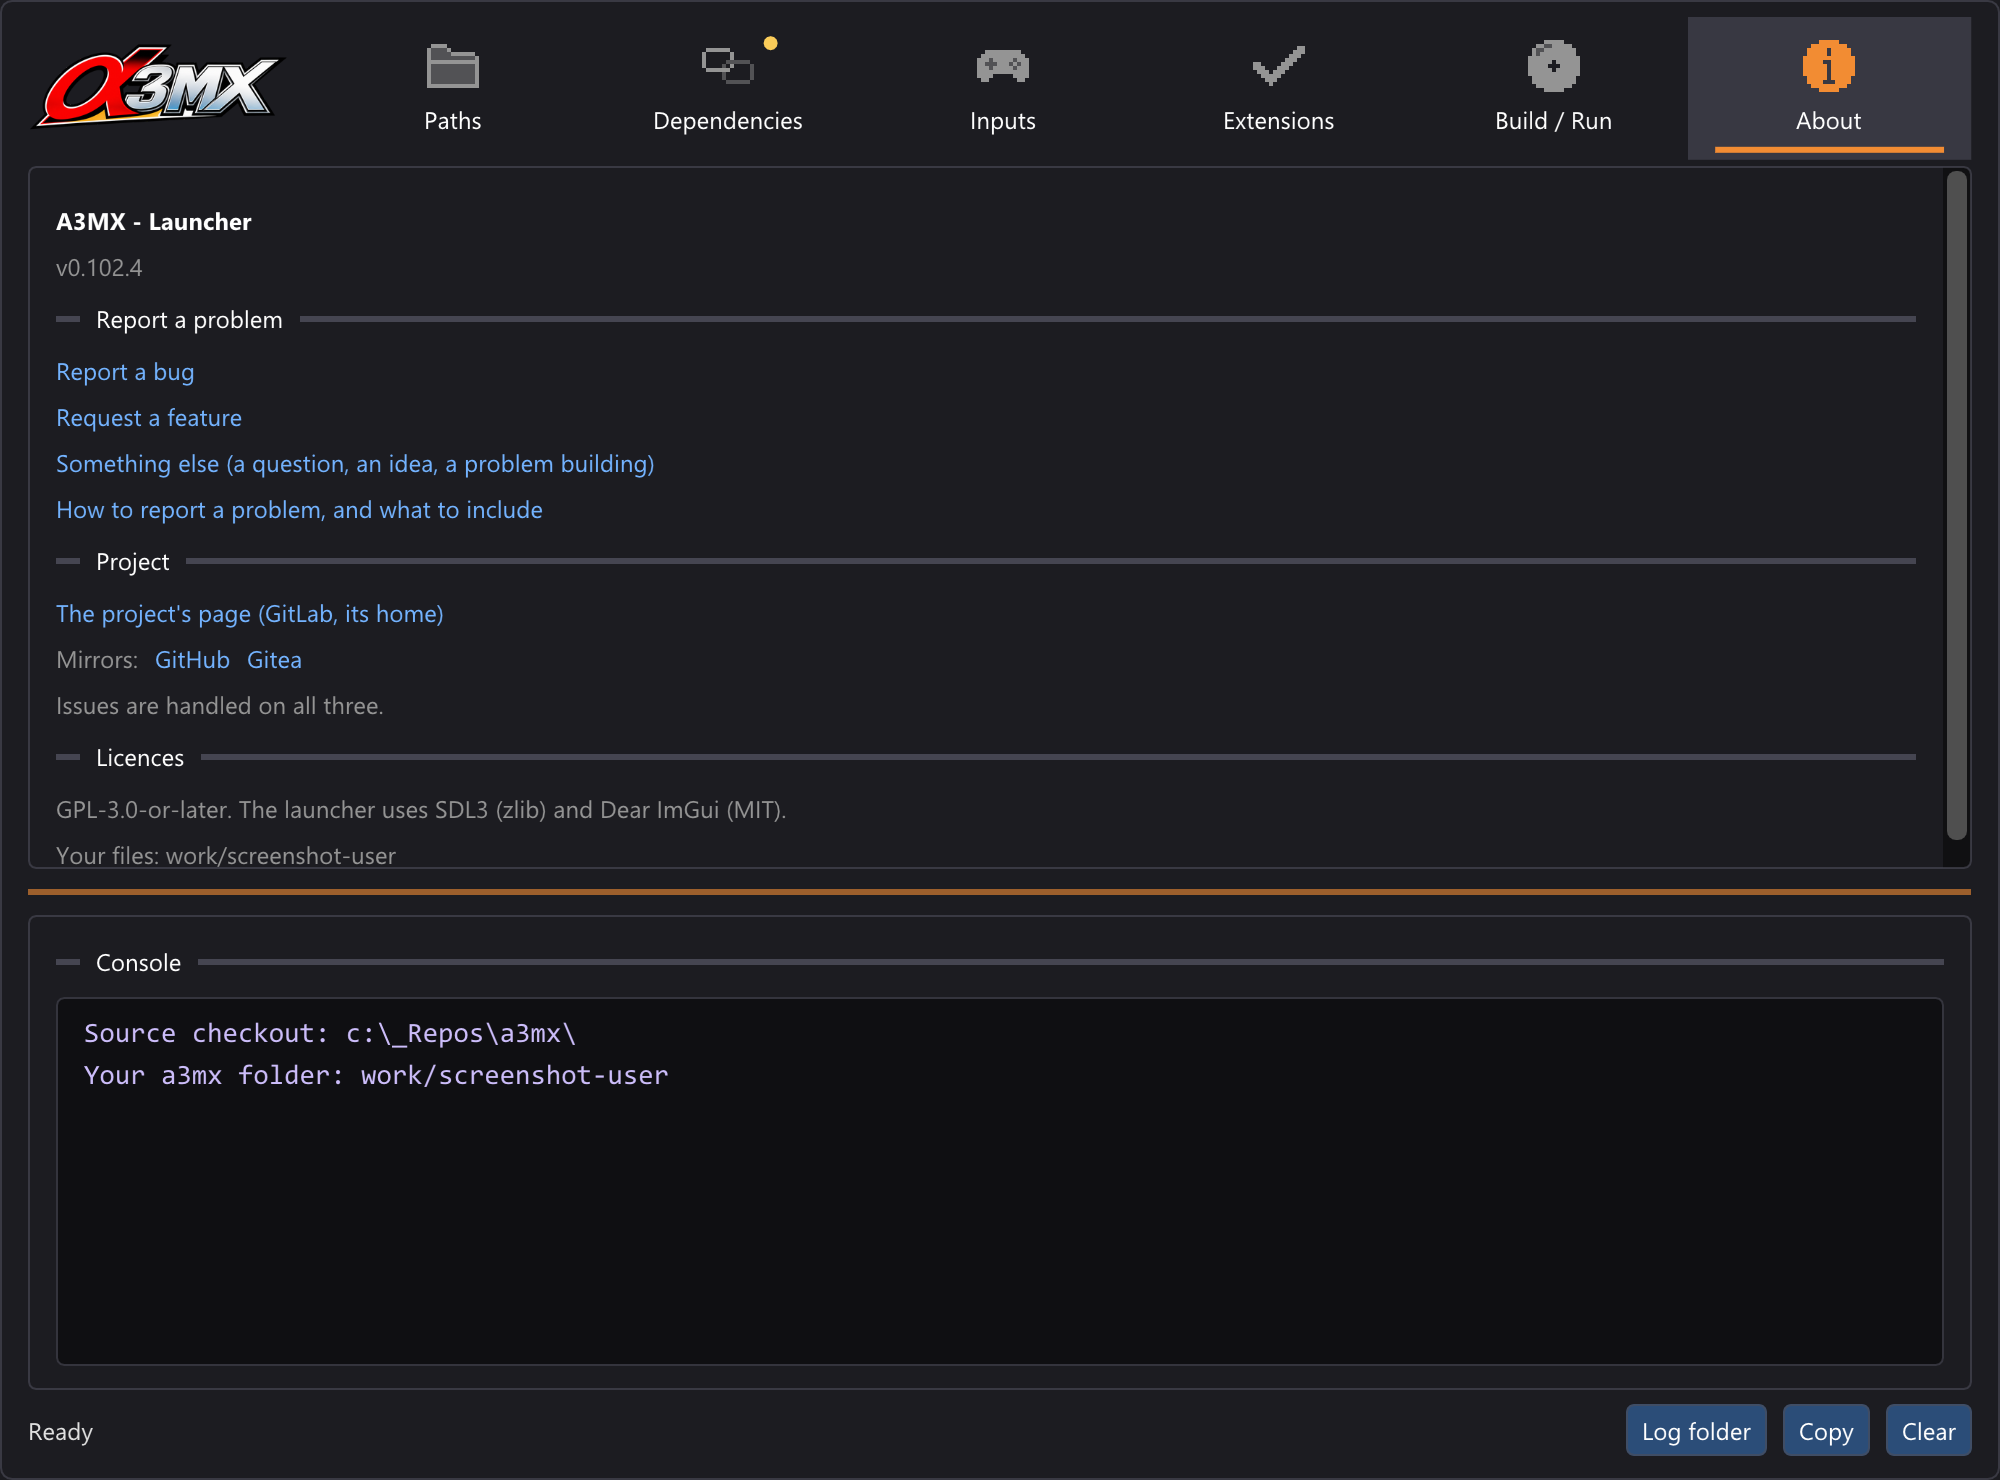 α3MX
Paths
Dependencies
Inputs
Extensions
Build / Run
About
A3MX - Launcher
v0.102.4
Report a problem
Report a bug
Request a feature
Something else (a question, an idea, a problem building)
How to report a problem, and what to include
Project
The project's page (GitLab, its home)
Mirrors: GitHub Gitea
Issues are handled on all three.
Licences
GPL-3.0-or-later. The launcher uses SDL3 (zlib) and Dear ImGui (MIT).
Your files: work/screenshot-user
Console
Source checkout: c:\_Repos\a3mx\
Your a3mx folder: work/screenshot-user
Ready
Log folder
Copy
Clear